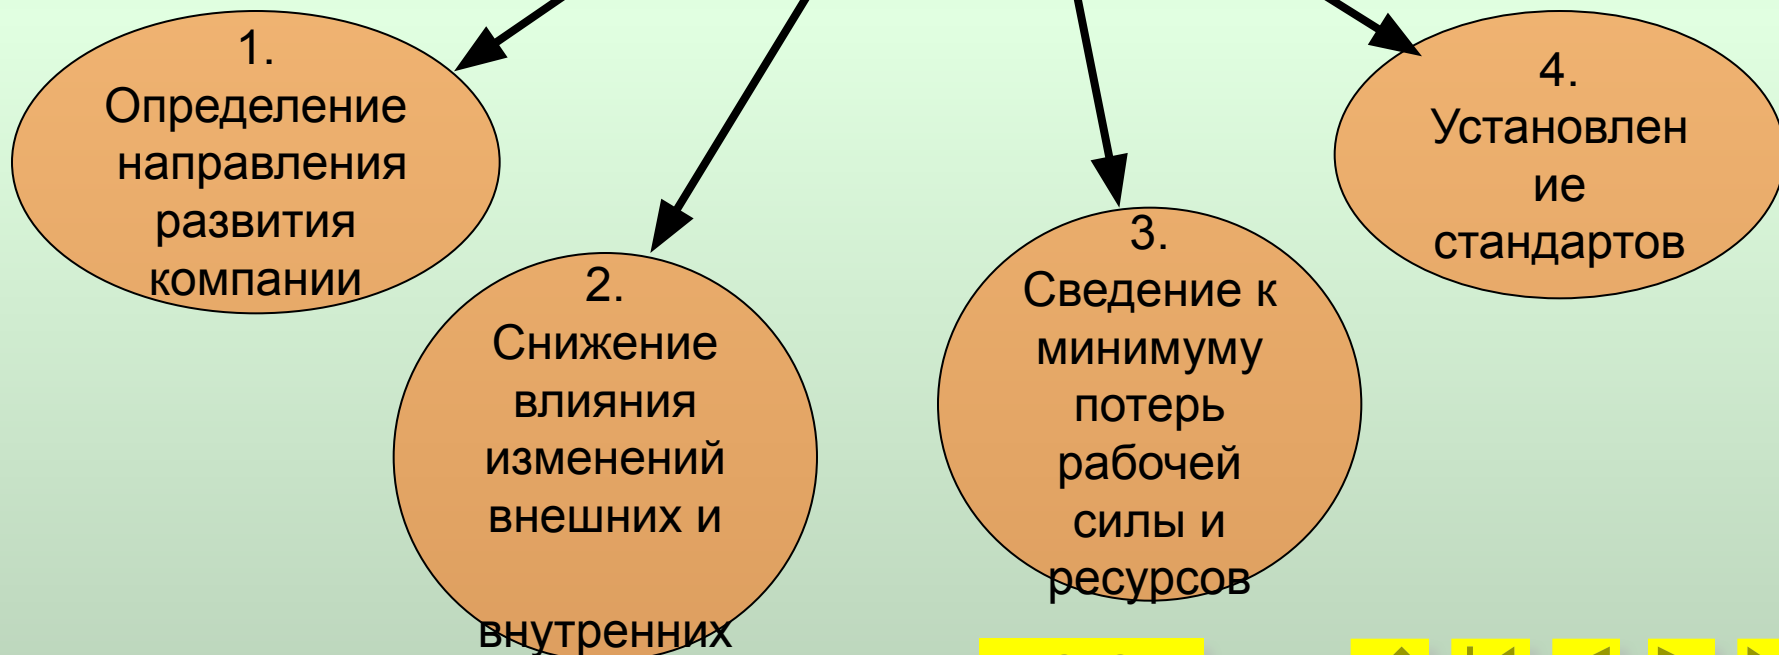 1.
Определение
направления
развития
компании
2.
Снижение
влияния
изменений
внешних и
внутренних
3.
Сведение к
минимуму
потерь
рабочей
силы и
ресурсов
4.
Установлен
ие
стандартов